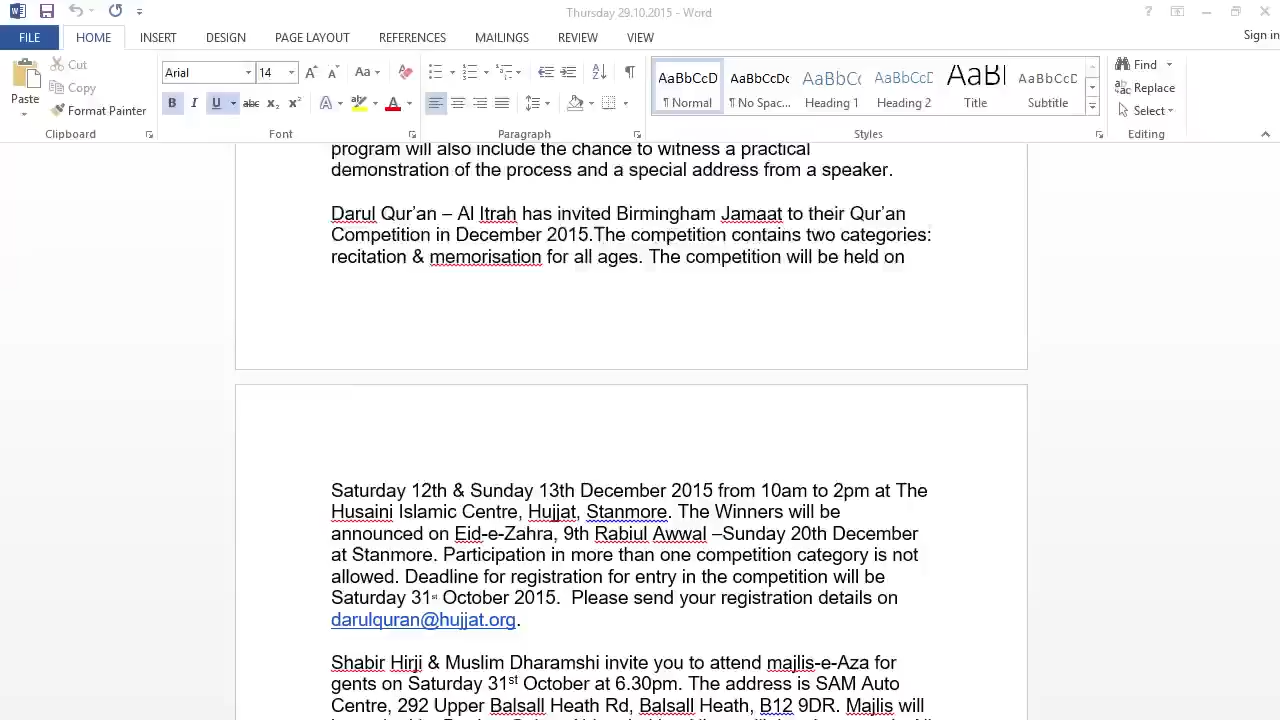 Thursday 29.10.2015 - Word
FILE HOME INSERT DESIGN PAGE LAYOUT REFERENCES MAILINGS REVIEW VIEW Sign in
Paste
Cut
Copy
Format Painter
Clipboard
Arial 14
Aa
B I U abc x₂ x²
A ab A
Font
Paragraph
AaBbCcD AaBbCcDc AaBbCc AaBbCcD AaB AaBbCcD
¶ Normal ¶ No Spac... Heading 1 Heading 2 Title Subtitle
Styles
Find
Replace
Select
Editing
program will also include the chance to witness a practical
demonstration of the process and a special address from a speaker.
Darul Qur’an – Al Itrah has invited Birmingham Jamaat to their Qur’an
Competition in December 2015.The competition contains two categories:
recitation & memorisation for all ages. The competition will be held on
Saturday 12th & Sunday 13th December 2015 from 10am to 2pm at The
Husaini Islamic Centre, Hujjat, Stanmore. The Winners will be
announced on Eid-e-Zahra, 9th Rabiul Awwal –Sunday 20th December
at Stanmore. Participation in more than one competition category is not
allowed. Deadline for registration for entry in the competition will be
Saturday 31st October 2015.  Please send your registration details on
darulquran@hujjat.org.
Shabir Hirji & Muslim Dharamshi invite you to attend majlis-e-Aza for
gents on Saturday 31st October at 6.30pm. The address is SAM Auto
Centre, 292 Upper Balsall Heath Rd, Balsall Heath, B12 9DR. Majlis will